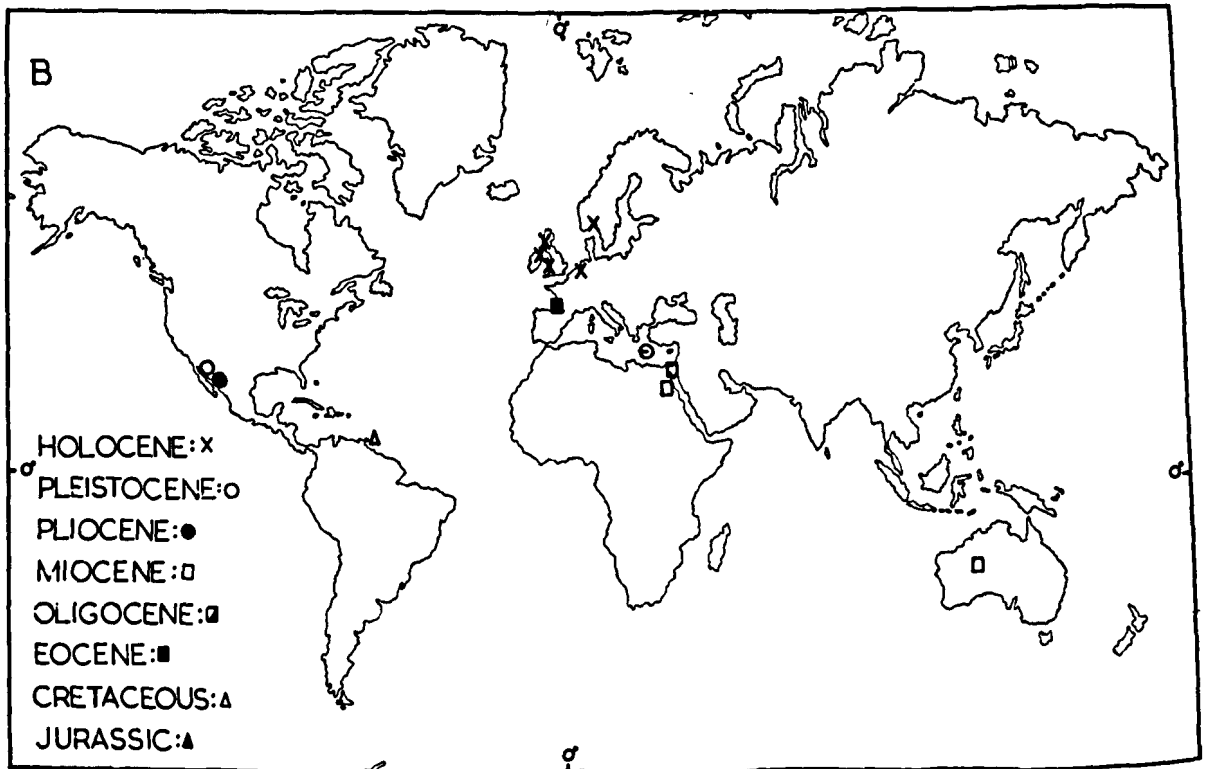 B
HOLOCENE: x
PLEISTOCENE: o
PLIOCENE: ●
MIOCENE: □
OLIGOCENE: ◪
EOCENE: ■
CRETACEOUS: △
JURASSIC: ▲